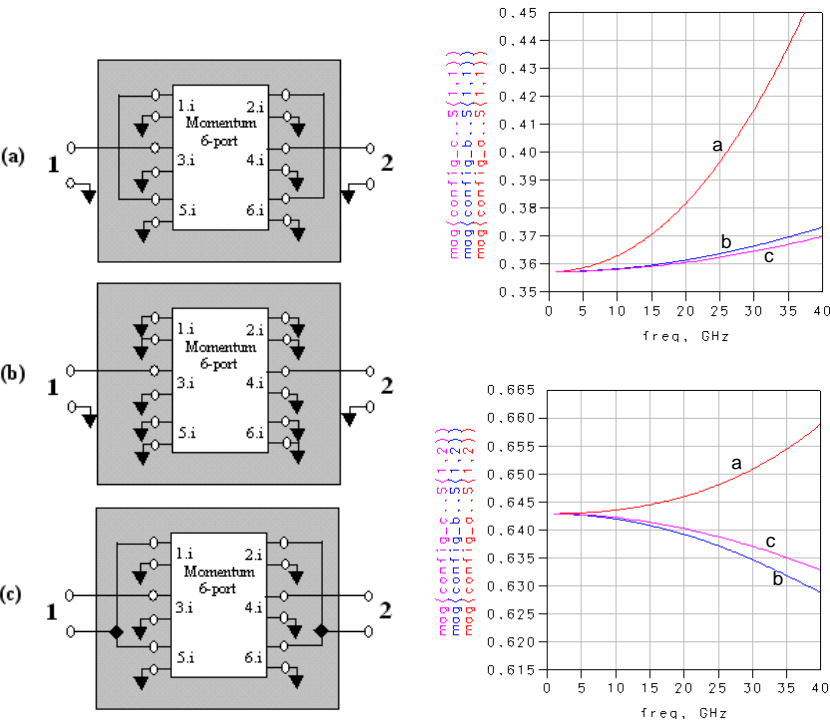 (a)
1
1.i
2.i
Momentum
6-port
3.i
4.i
5.i
6.i
2
(b)
1
1.i
2.i
Momentum
6-port
3.i
4.i
5.i
6.i
2
(c)
1
1.i
2.i
Momentum
6-port
3.i
4.i
5.i
6.i
2
mag(config_c..S(1,1))
mag(config_b..S(1,1))
mag(config_a..S(1,1))
0.45
0.44
0.43
0.42
0.41
0.40
0.39
0.38
0.37
0.36
0.35
a
b
c
0 5 10 15 20 25 30 35 40
freq, GHz
mag(config_c..S(1,2))
mag(config_b..S(1,2))
mag(config_a..S(1,2))
0.665
0.660
0.655
0.650
0.645
0.640
0.635
0.630
0.625
0.620
0.615
a
c
b
0 5 10 15 20 25 30 35 40
freq, GHz